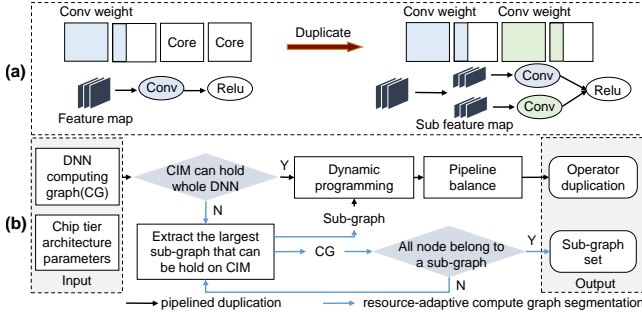 Conv weight
Core
Core
Duplicate
Conv weight
Conv weight
(a)
Feature map
Conv
Relu
Sub feature map
Conv
Conv
Relu
(b)
DNN
computing
graph(CG)
Chip tier
architecture
parameters
Input
CIM can hold
whole DNN
Y
N
Dynamic
programming
Pipeline
balance
Operator
duplication
Sub-graph
Extract the largest
sub-graph that can
be hold on CIM
CG
All node belong to
a sub-graph
Y
N
Sub-graph
set
Output
pipelined duplication
resource-adaptive compute graph segmentation